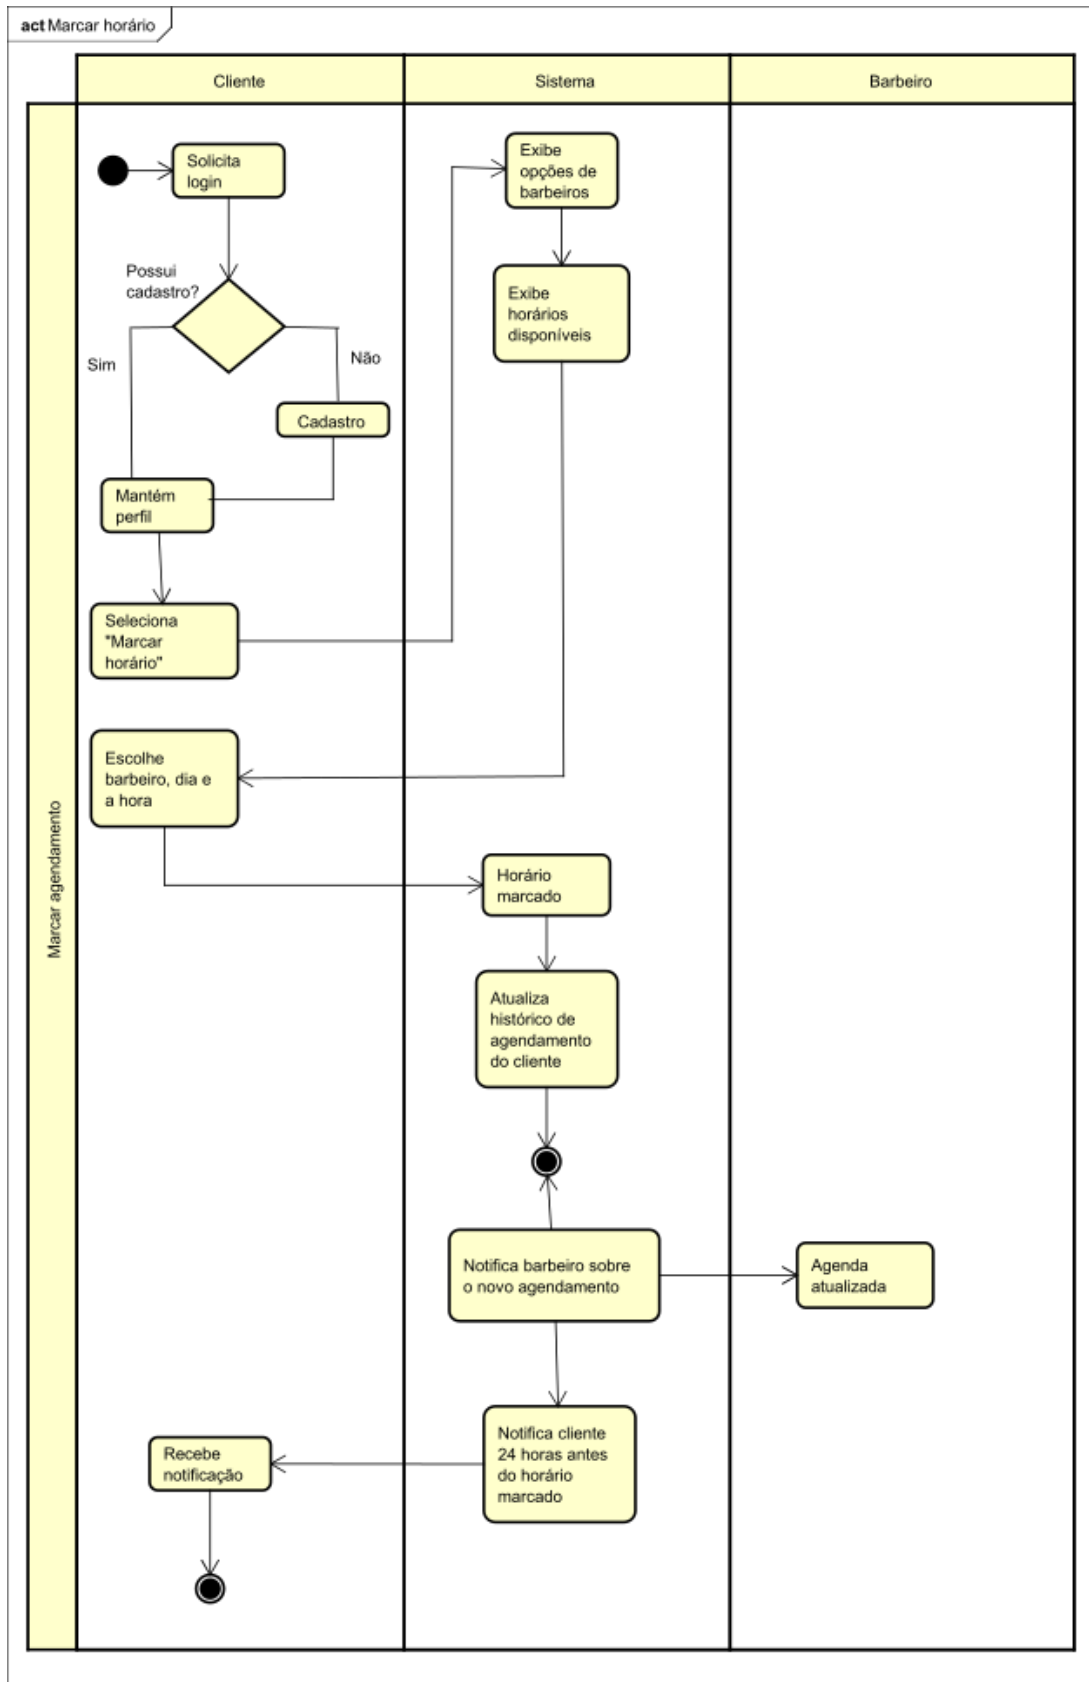 act Marcar horário
Cliente
Sistema
Barbeiro
Marcar agendamento
Solicita
login
Possui
cadastro?
Sim
Não
Cadastro
Mantém
perfil
Seleciona
"Marcar
horário"
Exibe
opções de
barbeiros
Exibe
horários
disponíveis
Escolhe
barbeiro, dia e
a hora
Horário
marcado
Atualiza
histórico de
agendamento
do cliente
Notifica barbeiro sobre
o novo agendamento
Agenda
atualizada
Notifica cliente
24 horas antes
do horário
marcado
Recebe
notificação